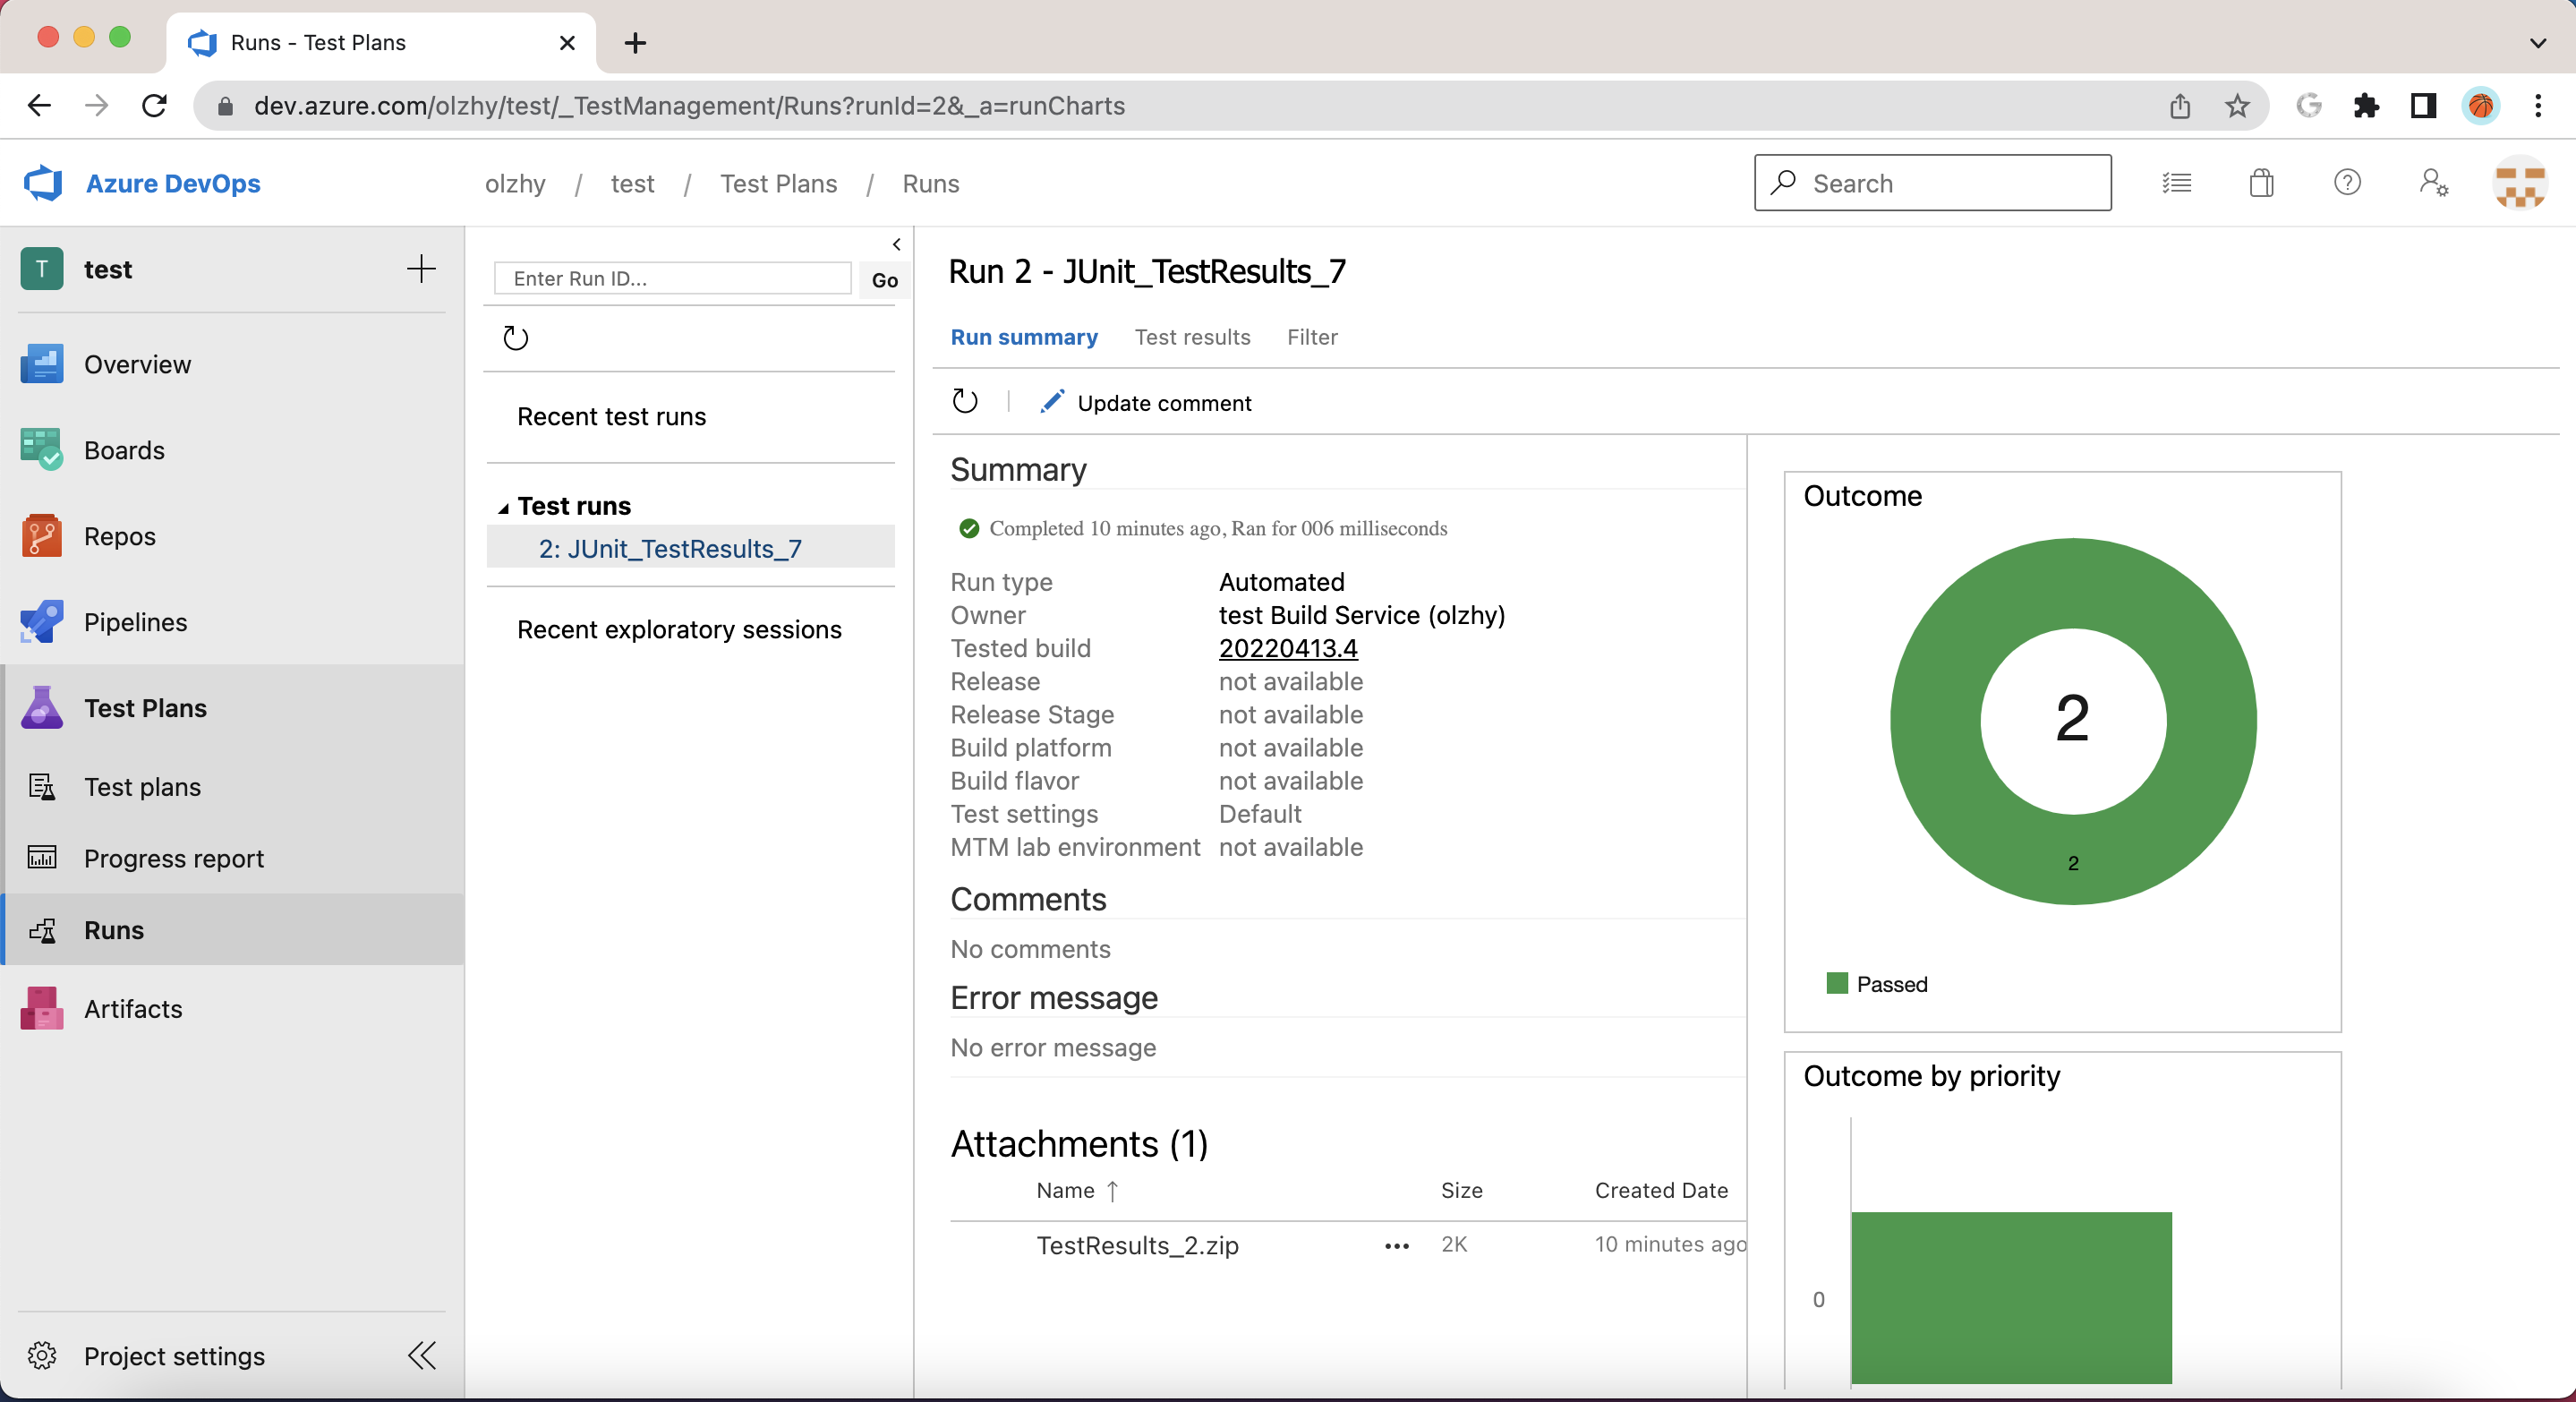 Runs - Test Plans
dev.azure.com/olzhy/test/_TestManagement/Runs?runId=2&_a=runCharts
Azure DevOps
olzhy / test / Test Plans / Runs
Search
T test
Overview
Boards
Repos
Pipelines
Test Plans
Test plans
Progress report
Runs
Artifacts
Project settings
Enter Run ID...
Go
Recent test runs
Test runs
2: JUnit_TestResults_7
Recent exploratory sessions
Run 2 - JUnit_TestResults_7
Run summary Test results Filter
Update comment
Summary
Completed 10 minutes ago, Ran for 006 milliseconds
Run type Automated
Owner test Build Service (olzhy)
Tested build 20220413.4
Release not available
Release Stage not available
Build platform not available
Build flavor not available
Test settings Default
MTM lab environment not available
Comments
No comments
Error message
No error message
Attachments (1)
Name ↑ Size Created Date
TestResults_2.zip ... 2K 10 minutes ago
Outcome
2
2
Passed
Outcome by priority
0